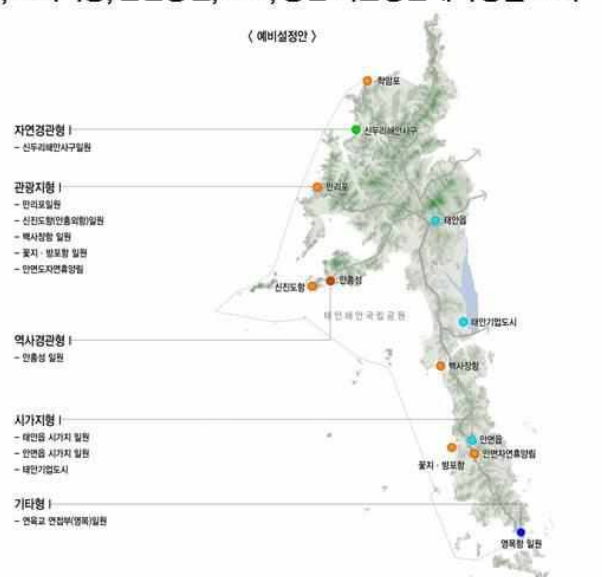 < 예비설정안 >
학암포
자연경관형
신두리해안사구
- 신두리해안사구일원
관광지형
만리포
- 만리포일원
- 신진도항(안흥외항)일원
태안읍
- 백사장항 일원
- 꽃지 · 방포항 일원
- 안면도자연휴양림
안흥성
신진도항
태안해안국립공원
태안기업도시
역사경관형
- 안흥성 일원
백사장항
시가지형
- 태안읍 시가지 일원
안면읍
- 안면읍 시가지 일원
안면자연휴양림
- 태안기업도시
꽃지 · 방포항
기타형
- 연육교 연접부(영목)일원
영목항 일원